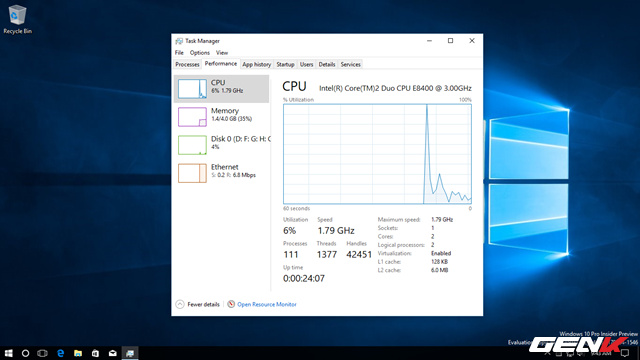 Recycle Bin
Task Manager
File Options View
Processes Performance App history Startup Users Details Services
CPU
6% 1.79 GHz
Memory
1.4/4.0 GB (35%)
Disk 0 (D: F: G: H: C
4%
Ethernet
S: 0.2 R: 6.8 Mbps
CPU Intel(R) Core(TM)2 Duo CPU E8400 @ 3.00GHz
% Utilization 100%
60 seconds 0
Utilization Speed
6% 1.79 GHz
Processes Threads Handles
111 1377 42451
Up time
0:00:24:07
Maximum speed: 1.79 GHz
Sockets: 1
Cores: 2
Logical processors: 2
Virtualization: Enabled
L1 cache: 128 KB
L2 cache: 6.0 MB
Fewer details Open Resource Monitor
Windows 10 Pro Insider Preview
GENK
9:43 AM